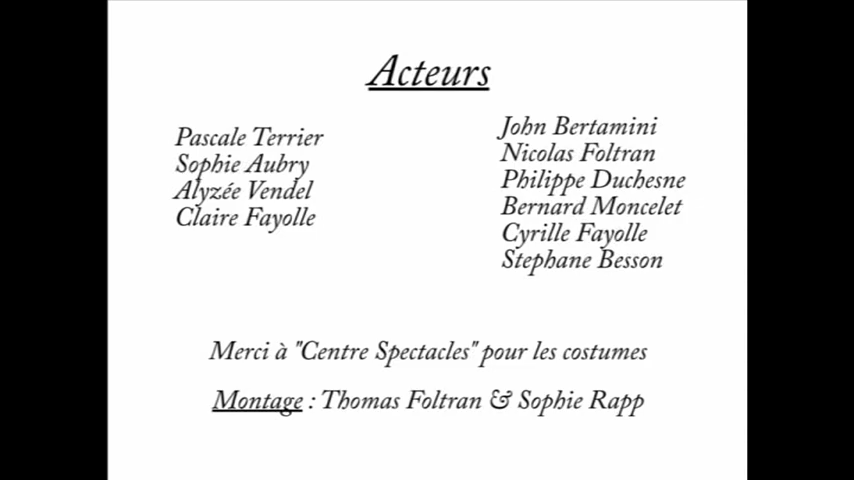 Acteurs
Pascale Terrier
Sophie Aubry
Alyzée Vendel
Claire Fayolle
John Bertamini
Nicolas Foltran
Philippe Duchesne
Bernard Moncelet
Cyrille Fayolle
Stephane Besson
Merci à "Centre Spectacles" pour les costumes
Montage : Thomas Foltran & Sophie Rapp